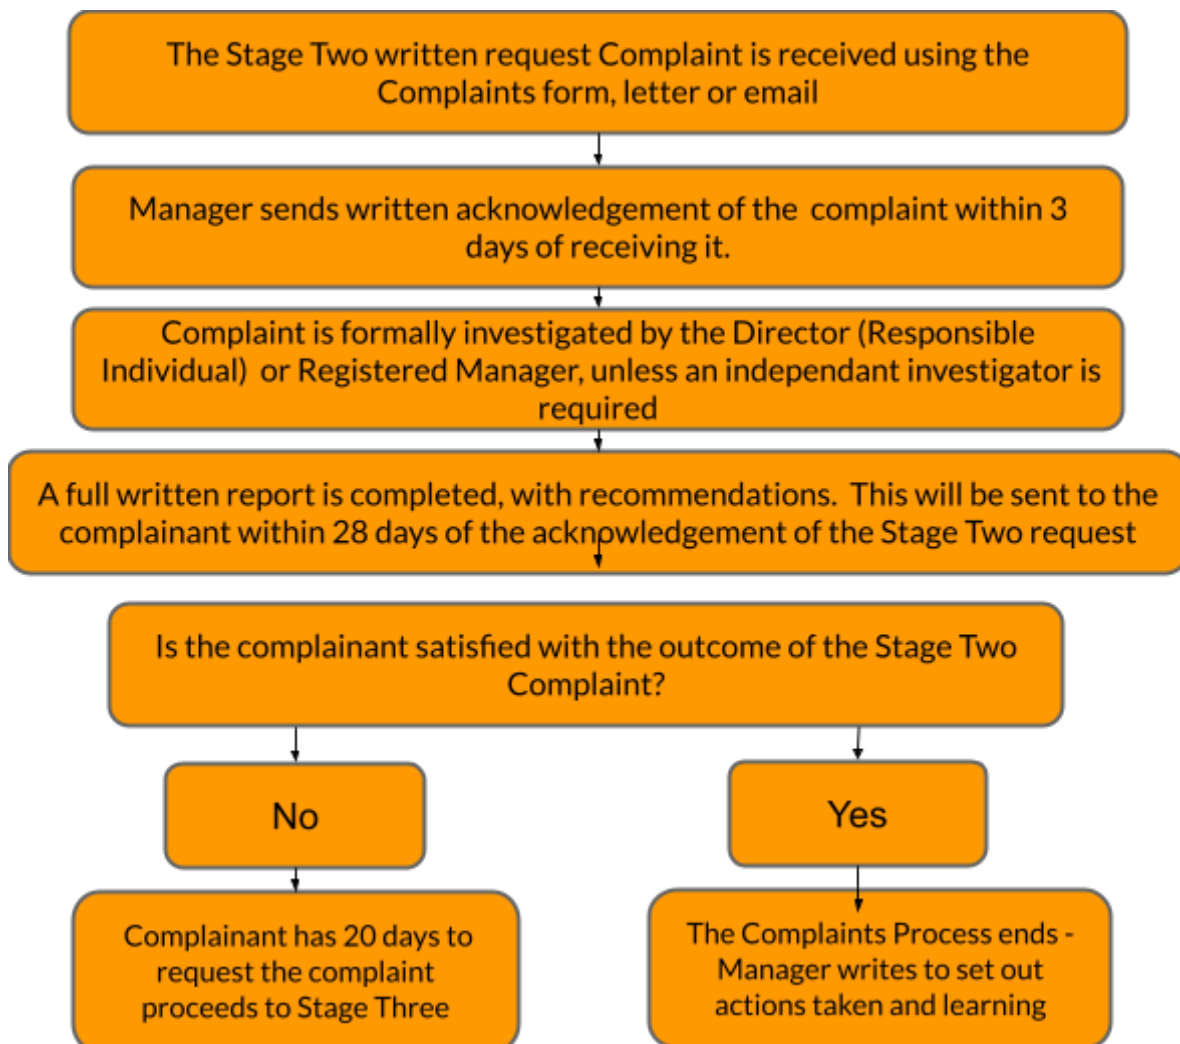 The Stage Two written request Complaint is received using the
Complaints form, letter or email
Manager sends written acknowledgement of the  complaint within 3
days of receiving it.
Complaint is formally investigated by the Director (Responsible
Individual)  or Registered Manager, unless an independant investigator is
required
A full written report is completed, with recommendations.  This will be sent to the
complainant within 28 days of the acknowledgement of the Stage Two request
Is the complainant satisfied with the outcome of the Stage Two
Complaint?
No
Yes
Complainant has 20 days to
request the complaint
proceeds to Stage Three
The Complaints Process ends -
Manager writes to set out
actions taken and learning